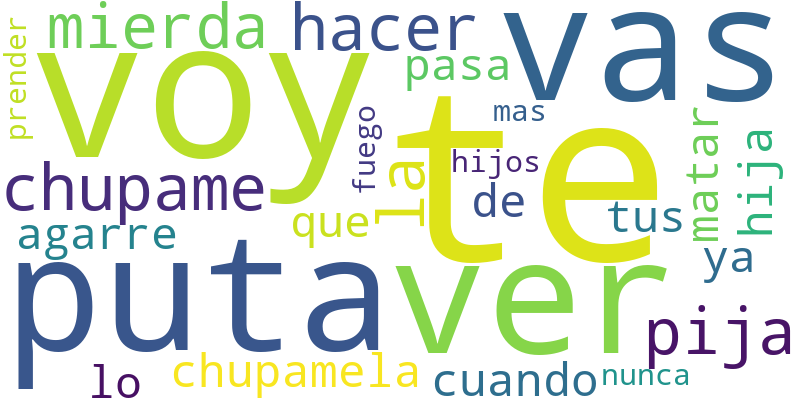 mierda
hacer
vas
prender
voy
pasa
mas
te
fuego
hijos
matar
hija
chupame
la
de
tus
agarre
que
ya
puta
ver
pija
lo
chupamela
cuando
nunca